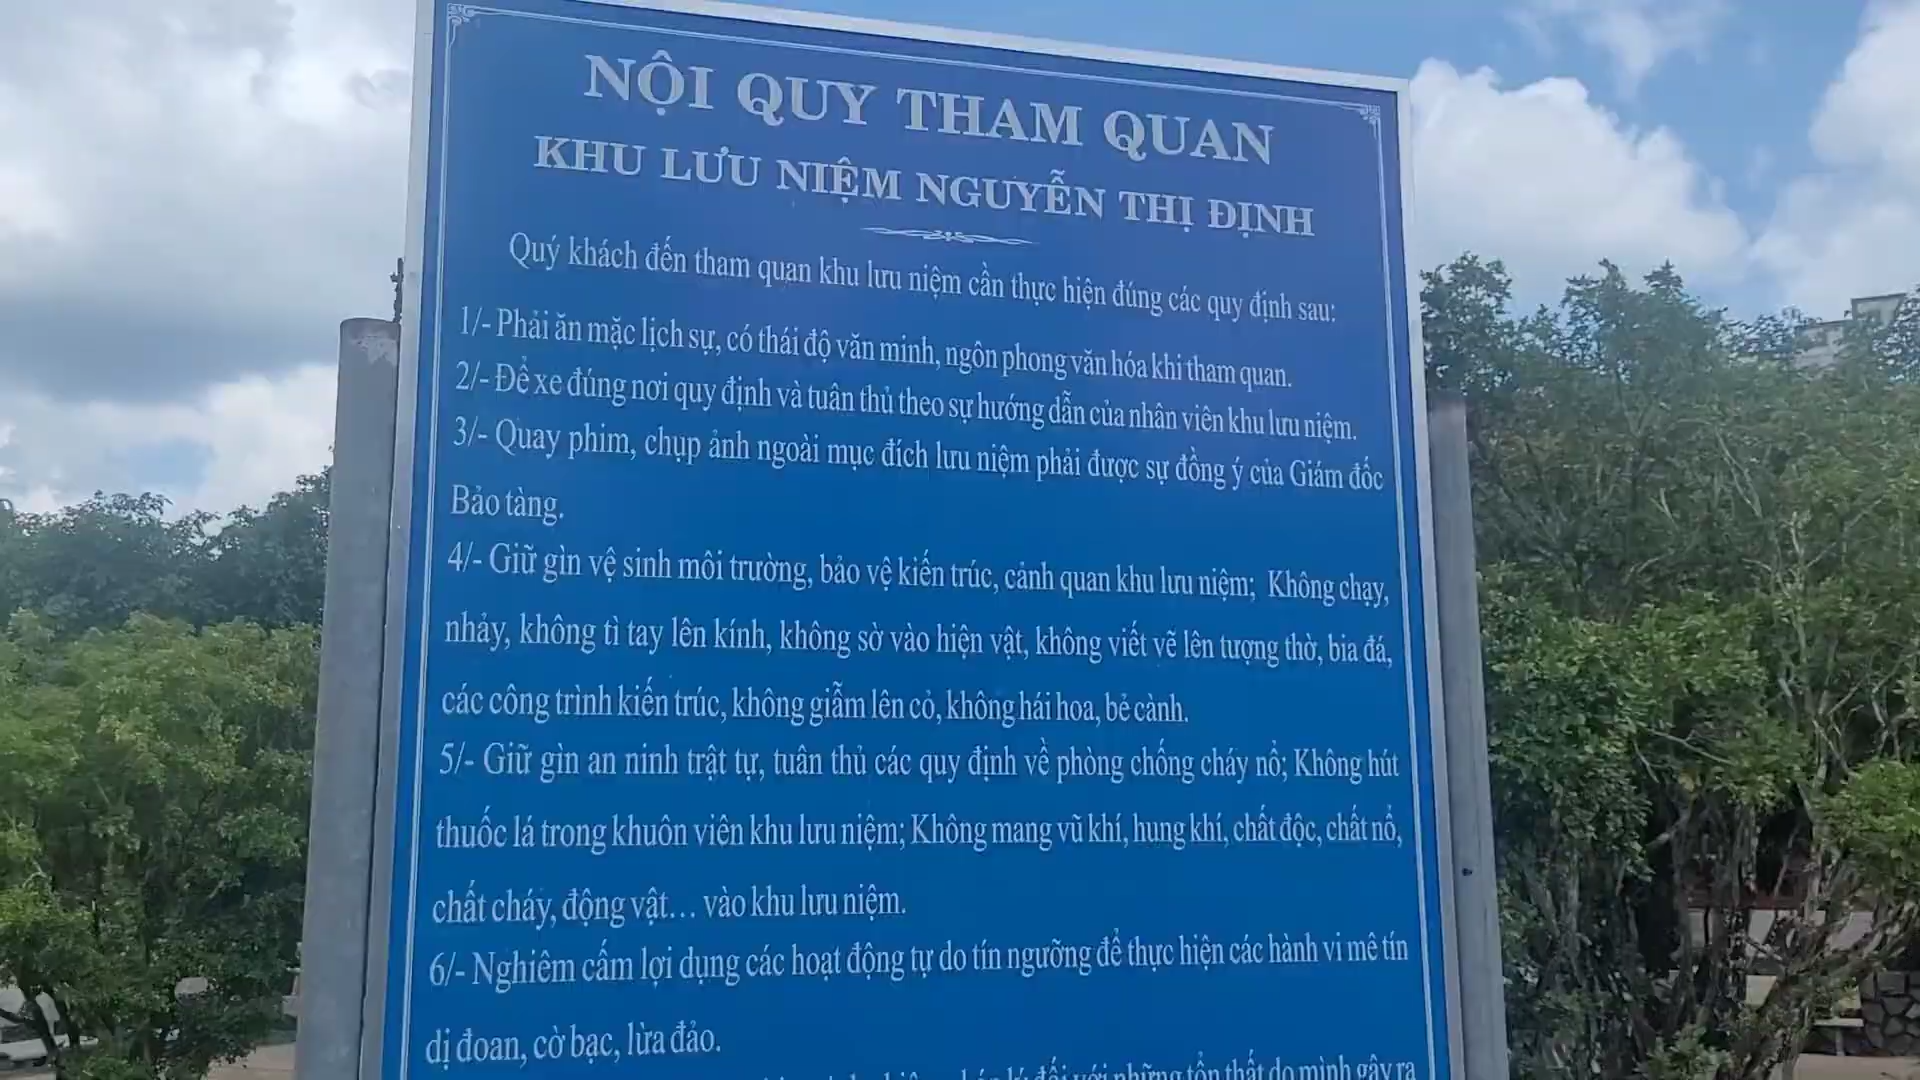 NỘI QUY THAM QUAN
KHU LƯU NIỆM NGUYỄN THỊ ĐỊNH
Quý khách đến tham quan khu lưu niệm cần thực hiện đúng các quy định sau:
1/- Phải ăn mặc lịch sự, có thái độ văn minh, ngôn phong văn hóa khi tham quan.
2/- Để xe đúng nơi quy định và tuân thủ theo sự hướng dẫn của nhân viên khu lưu niệm.
3/- Quay phim, chụp ảnh ngoài mục đích lưu niệm phải được sự đồng ý của Giám đốc
Bảo tàng.
4/- Giữ gìn vệ sinh môi trường, bảo vệ kiến trúc, cảnh quan khu lưu niệm; Không chạy,
nhảy, không tì tay lên kính, không sờ vào hiện vật, không viết vẽ lên tượng thờ, bia đá,
các công trình kiến trúc, không giẫm lên cỏ, không hái hoa, bẻ cành.
5/- Giữ gìn an ninh trật tự, tuân thủ các quy định về phòng chống cháy nổ; Không hút
thuốc lá trong khuôn viên khu lưu niệm; Không mang vũ khí, hung khí, chất độc, chất nổ,
chất cháy, động vật... vào khu lưu niệm.
6/- Nghiêm cấm lợi dụng các hoạt động tự do tín ngưỡng để thực hiện các hành vi mê tín
dị đoan, cờ bạc, lừa đảo.
lý đối với những tổn thất do mình gây ra